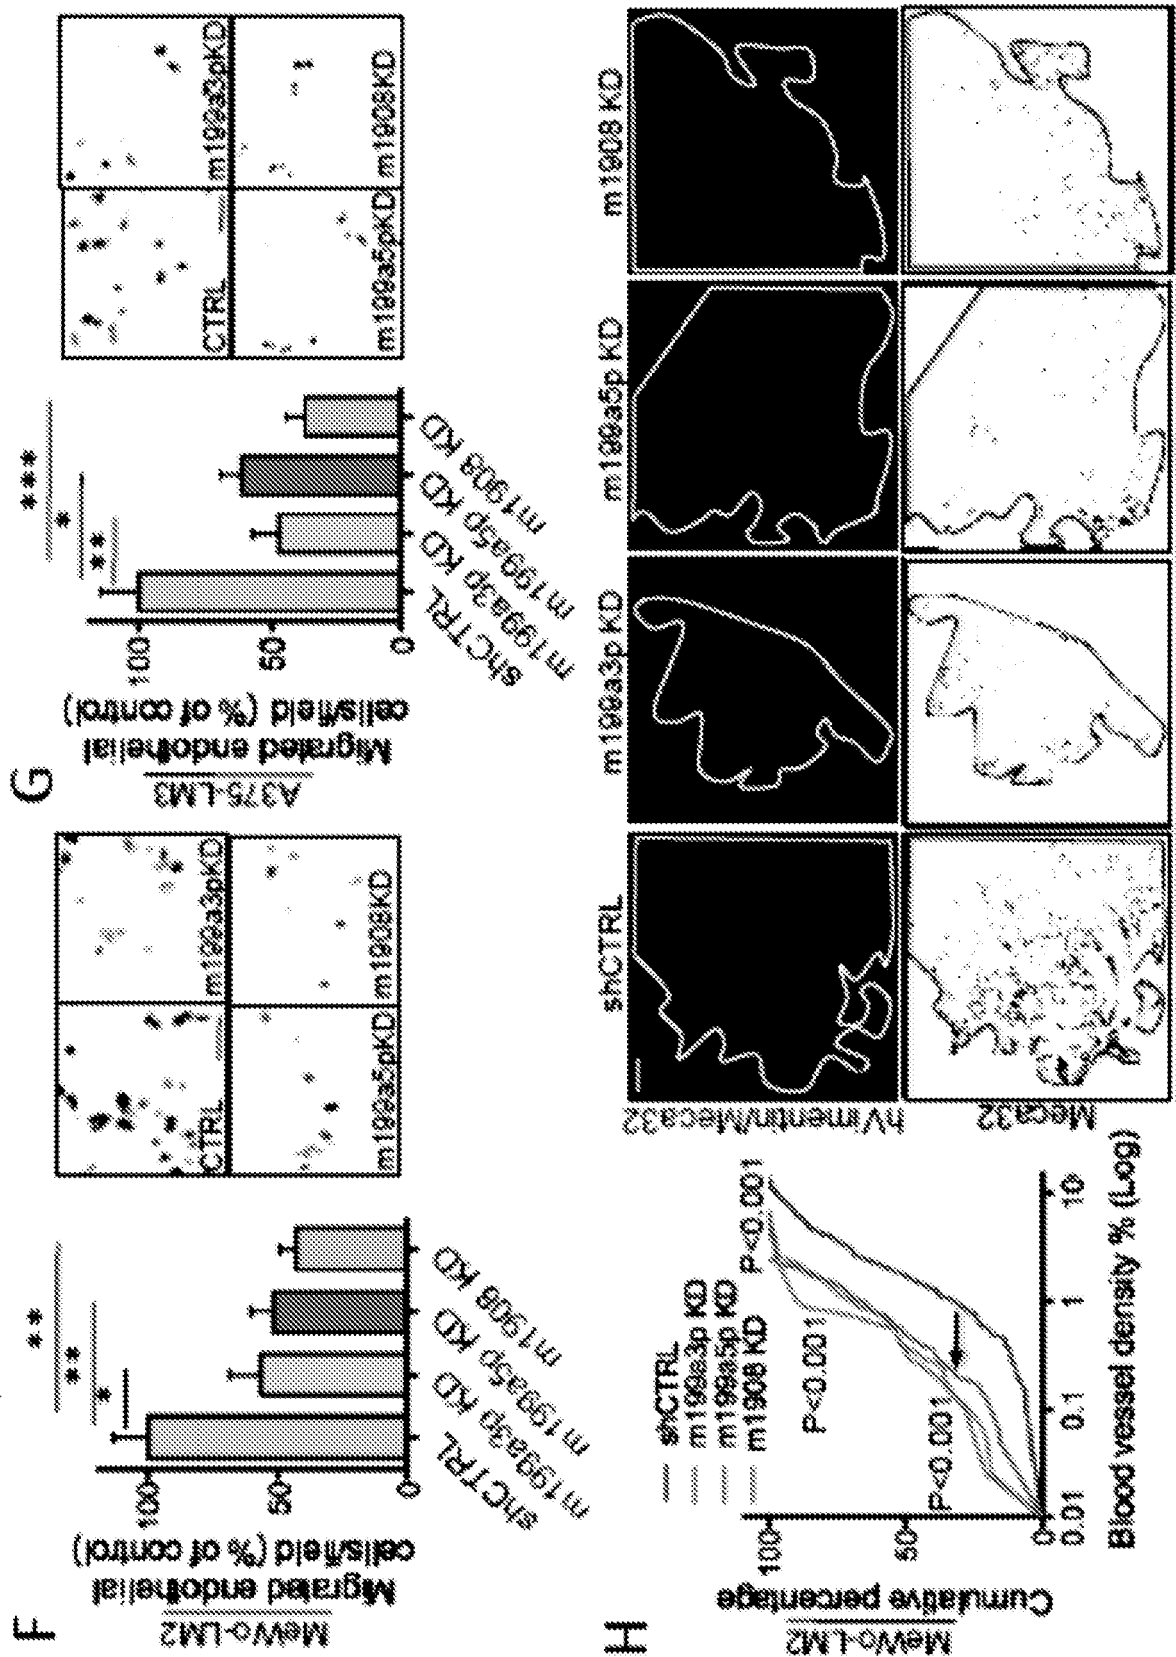 F
MeWo-LM2
Migrated endothelial
cells/field (% of control)
100
50
0
**
**
*
shCTRL
m199a3p KD
m199a5p KD
m1908 KD
CTRL
m199a3pKD
m199a5pKD
m1908KD
G
A375-LM3
Migrated endothelial
cells/field (% of control)
100
50
0
***
*
**
shCTRL
m199a3p KD
m199a5p KD
m1908 KD
CTRL
m199a3pKD
m199a5pKD
m1908KD
H
MeWo-LM2
Cumulative percentage
100
50
0
shCTRL
m199a3p KD
m199a5p KD
m1908 KD
P<0.001
P<0.001
P<0.001
0.01
0.1
1
10
Blood vessel density % (Log)
shCTRL
m199a3p KD
m199a5p KD
m1908 KD
hVimentin/Meca32
Meca32